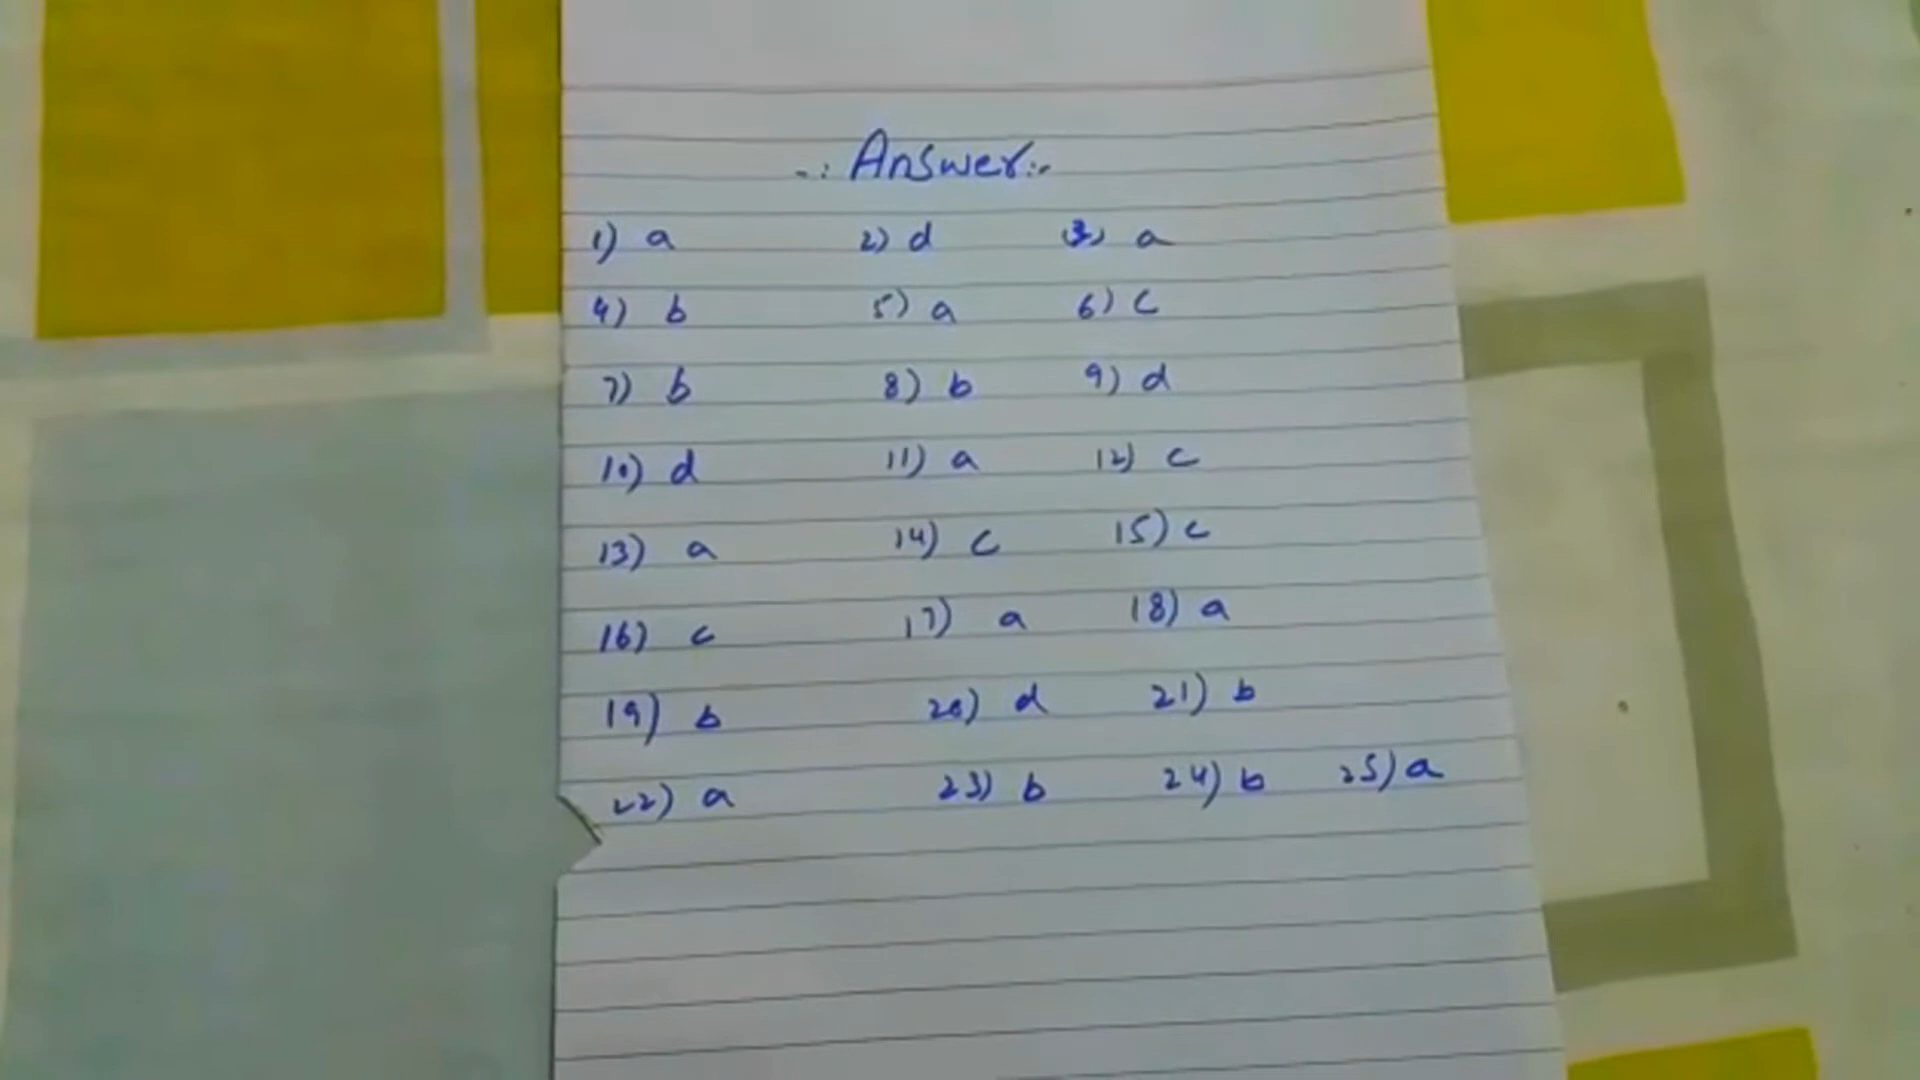 -: Answer :-
1) a 2) d 3) a
4) b 5) a 6) c
7) b 8) b 9) d
10) d 11) a 12) c
13) a 14) c 15) c
16) c 17) a 18) a
19) b 20) d 21) b
22) a 23) b 24) b 25) a